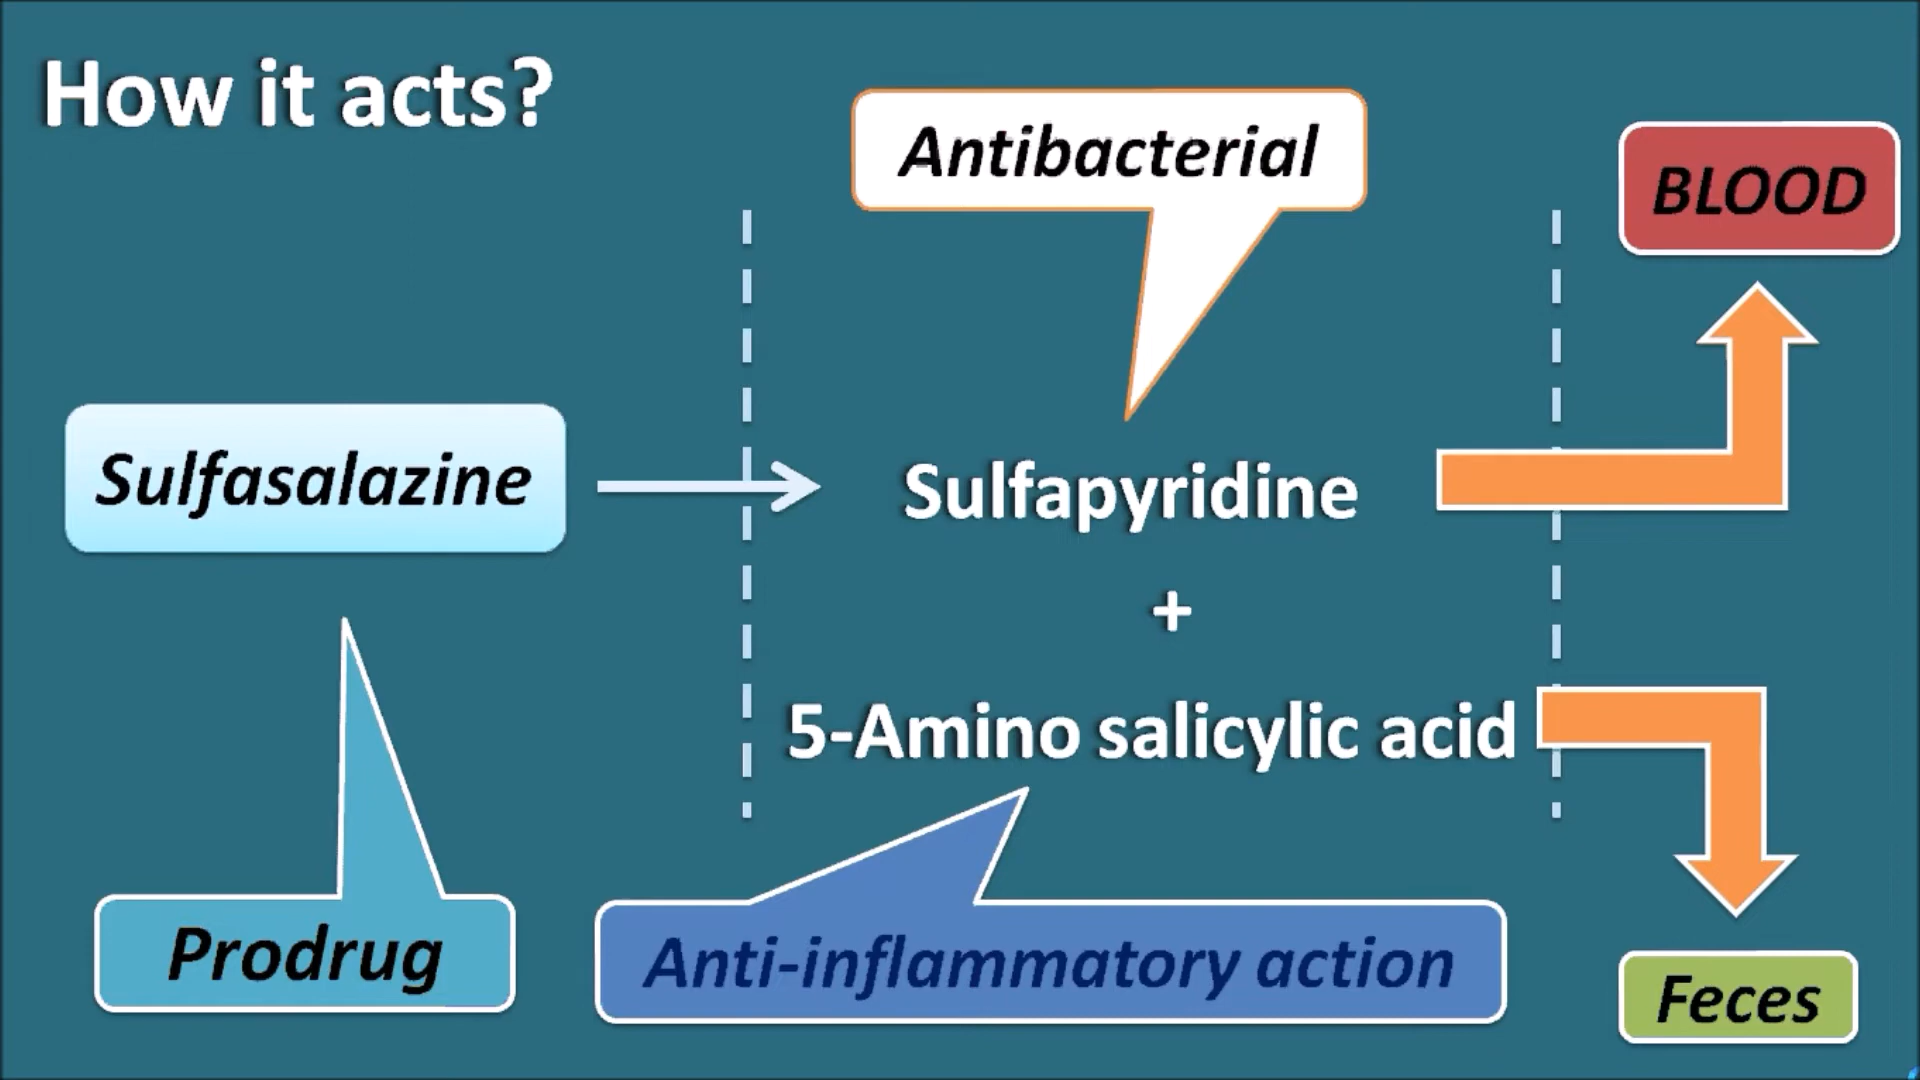 How it acts?
Antibacterial
BLOOD
Sulfasalazine
Sulfapyridine
+
5-Amino salicylic acid
Prodrug
Anti-inflammatory action
Feces